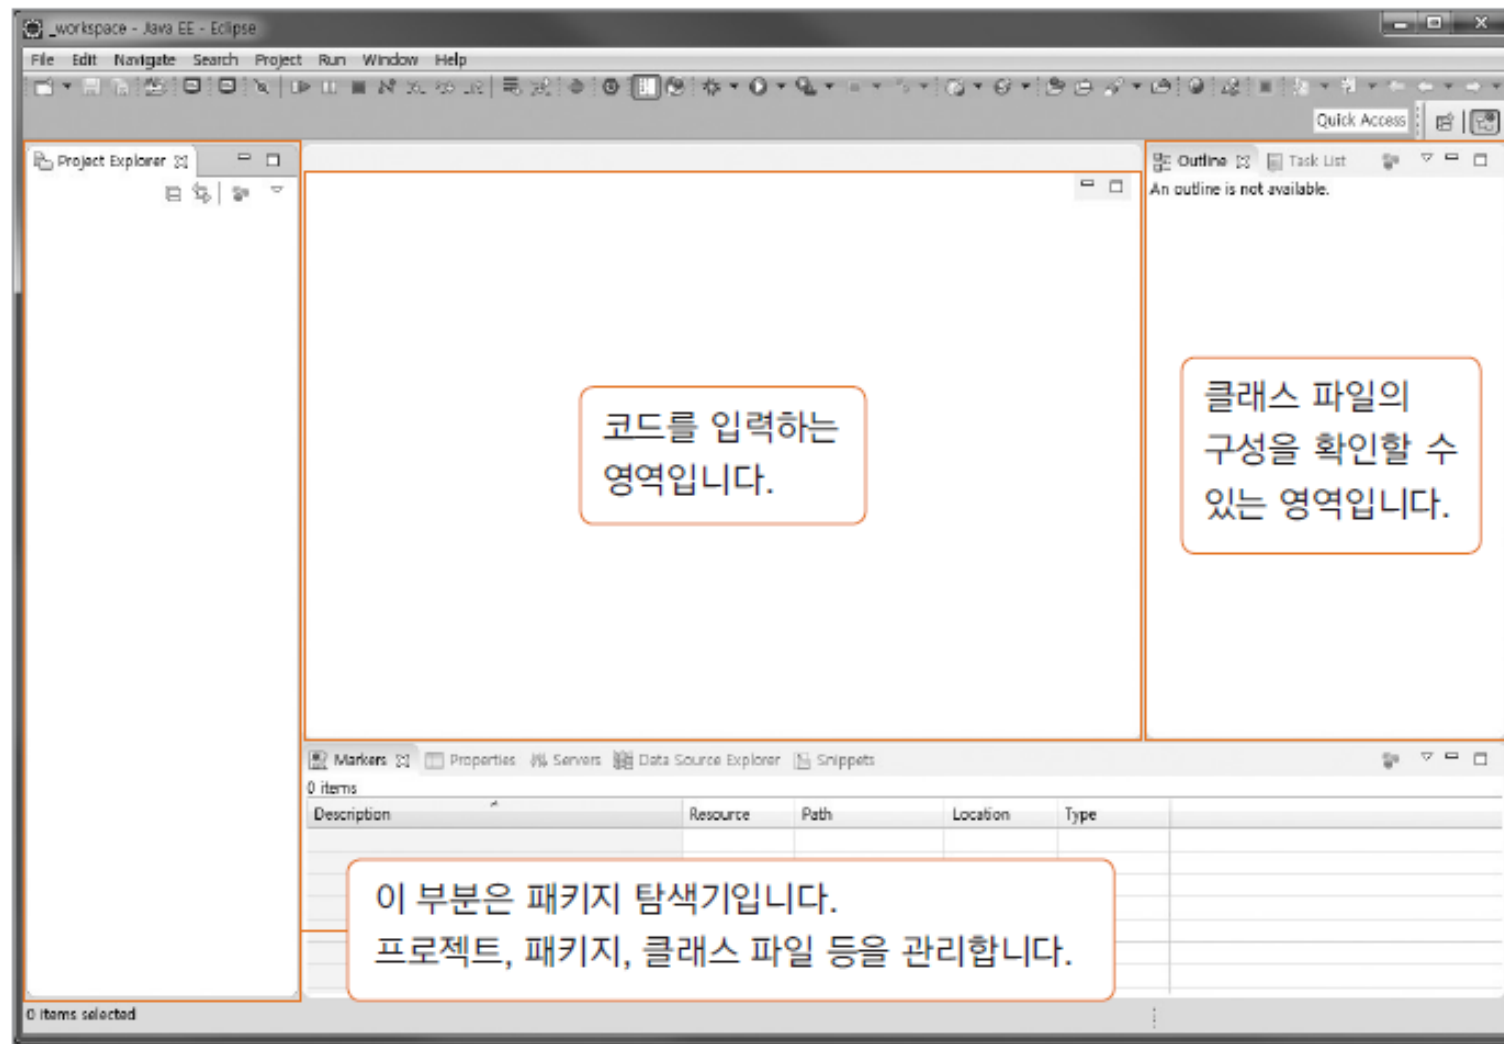 _workspace - Java EE - Eclipse
File Edit Navigate Search Project Run Window Help
Quick Access
Project Explorer
Outline Task List
An outline is not available.
코드를 입력하는
영역입니다.
클래스 파일의
구성을 확인할 수
있는 영역입니다.
Markers Properties Servers Data Source Explorer Snippets
0 items
Description Resource Path Location Type
이 부분은 패키지 탐색기입니다.
프로젝트, 패키지, 클래스 파일 등을 관리합니다.
0 items selected